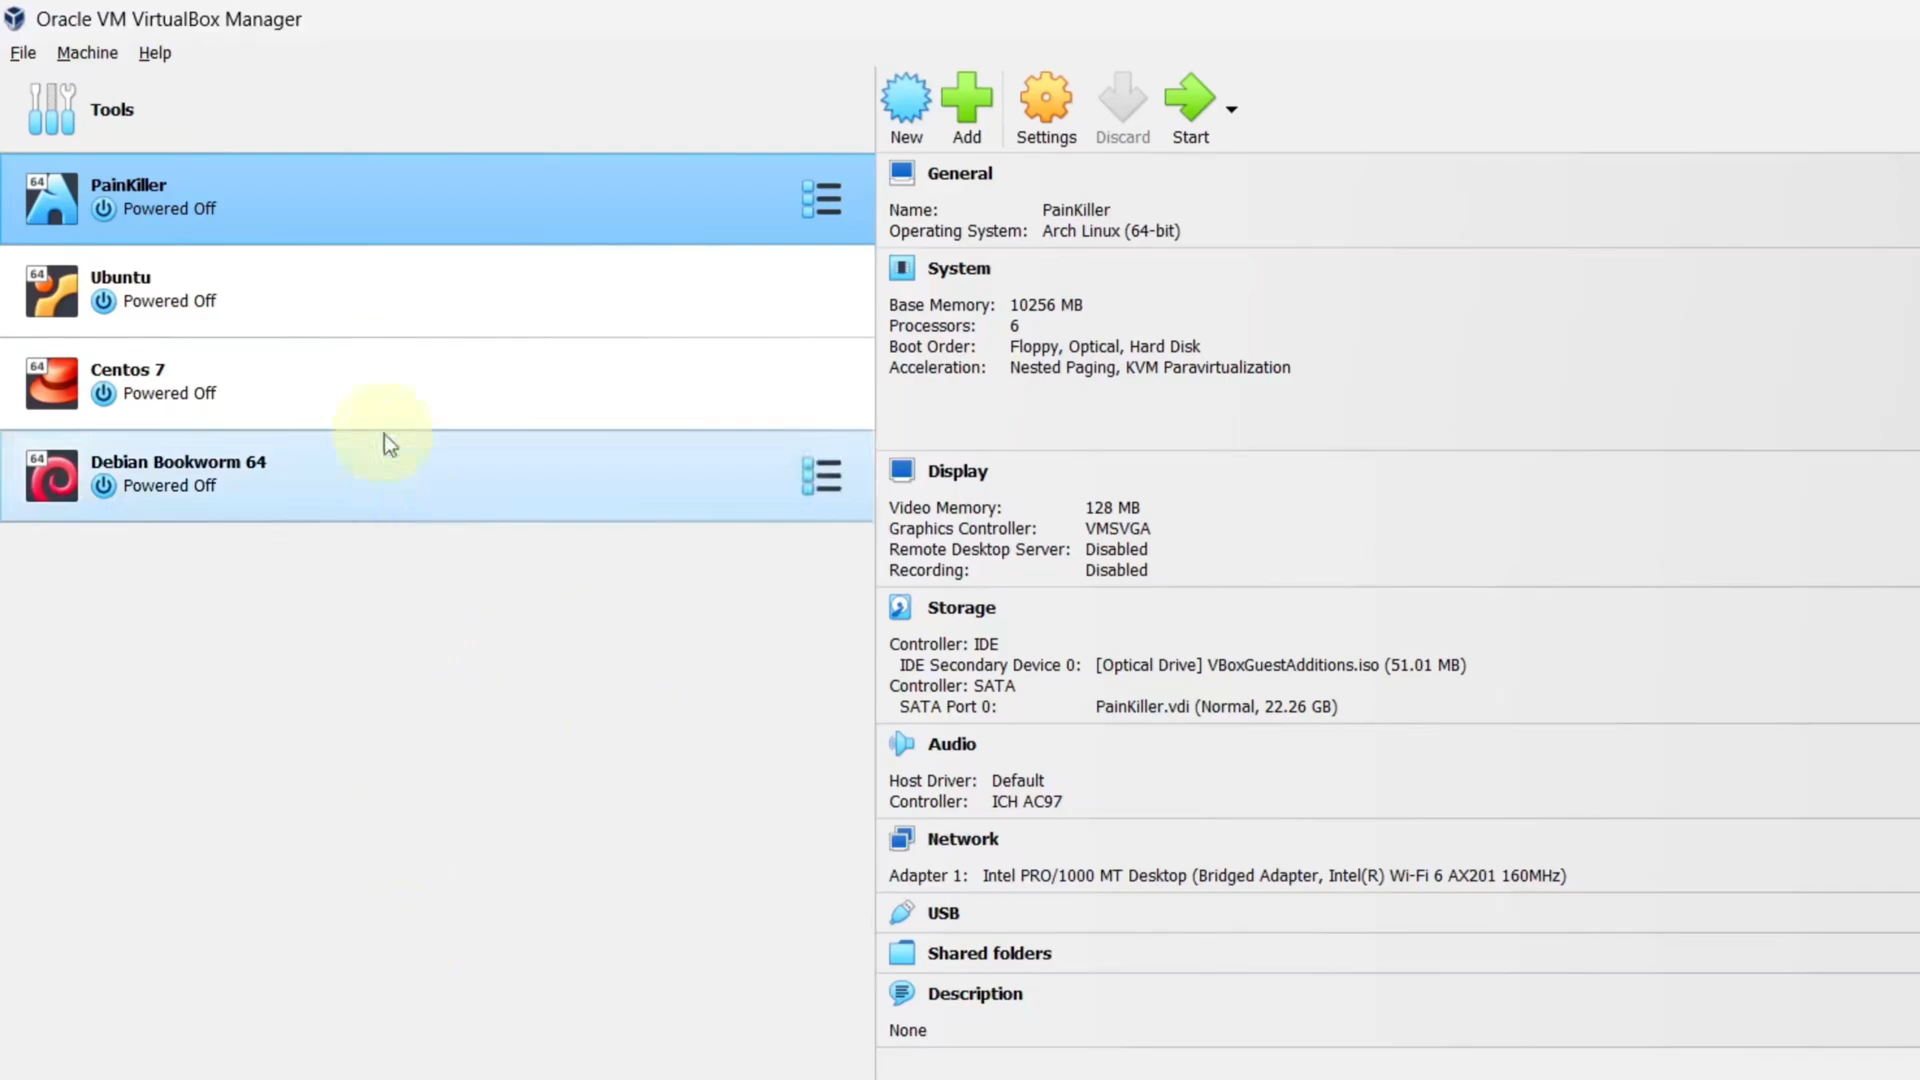 Oracle VM VirtualBox Manager
File Machine Help
Tools
64
PainKiller
Powered Off
64
Ubuntu
Powered Off
64
Centos 7
Powered Off
64
Debian Bookworm 64
Powered Off
New Add Settings Discard Start
General
Name: PainKiller
Operating System: Arch Linux (64-bit)
System
Base Memory: 10256 MB
Processors: 6
Boot Order: Floppy, Optical, Hard Disk
Acceleration: Nested Paging, KVM Paravirtualization
Display
Video Memory: 128 MB
Graphics Controller: VMSVGA
Remote Desktop Server: Disabled
Recording: Disabled
Storage
Controller: IDE
IDE Secondary Device 0: [Optical Drive] VBoxGuestAdditions.iso (51.01 MB)
Controller: SATA
SATA Port 0: PainKiller.vdi (Normal, 22.26 GB)
Audio
Host Driver: Default
Controller: ICH AC97
Network
Adapter 1: Intel PRO/1000 MT Desktop (Bridged Adapter, Intel(R) Wi-Fi 6 AX201 160MHz)
USB
Shared folders
Description
None